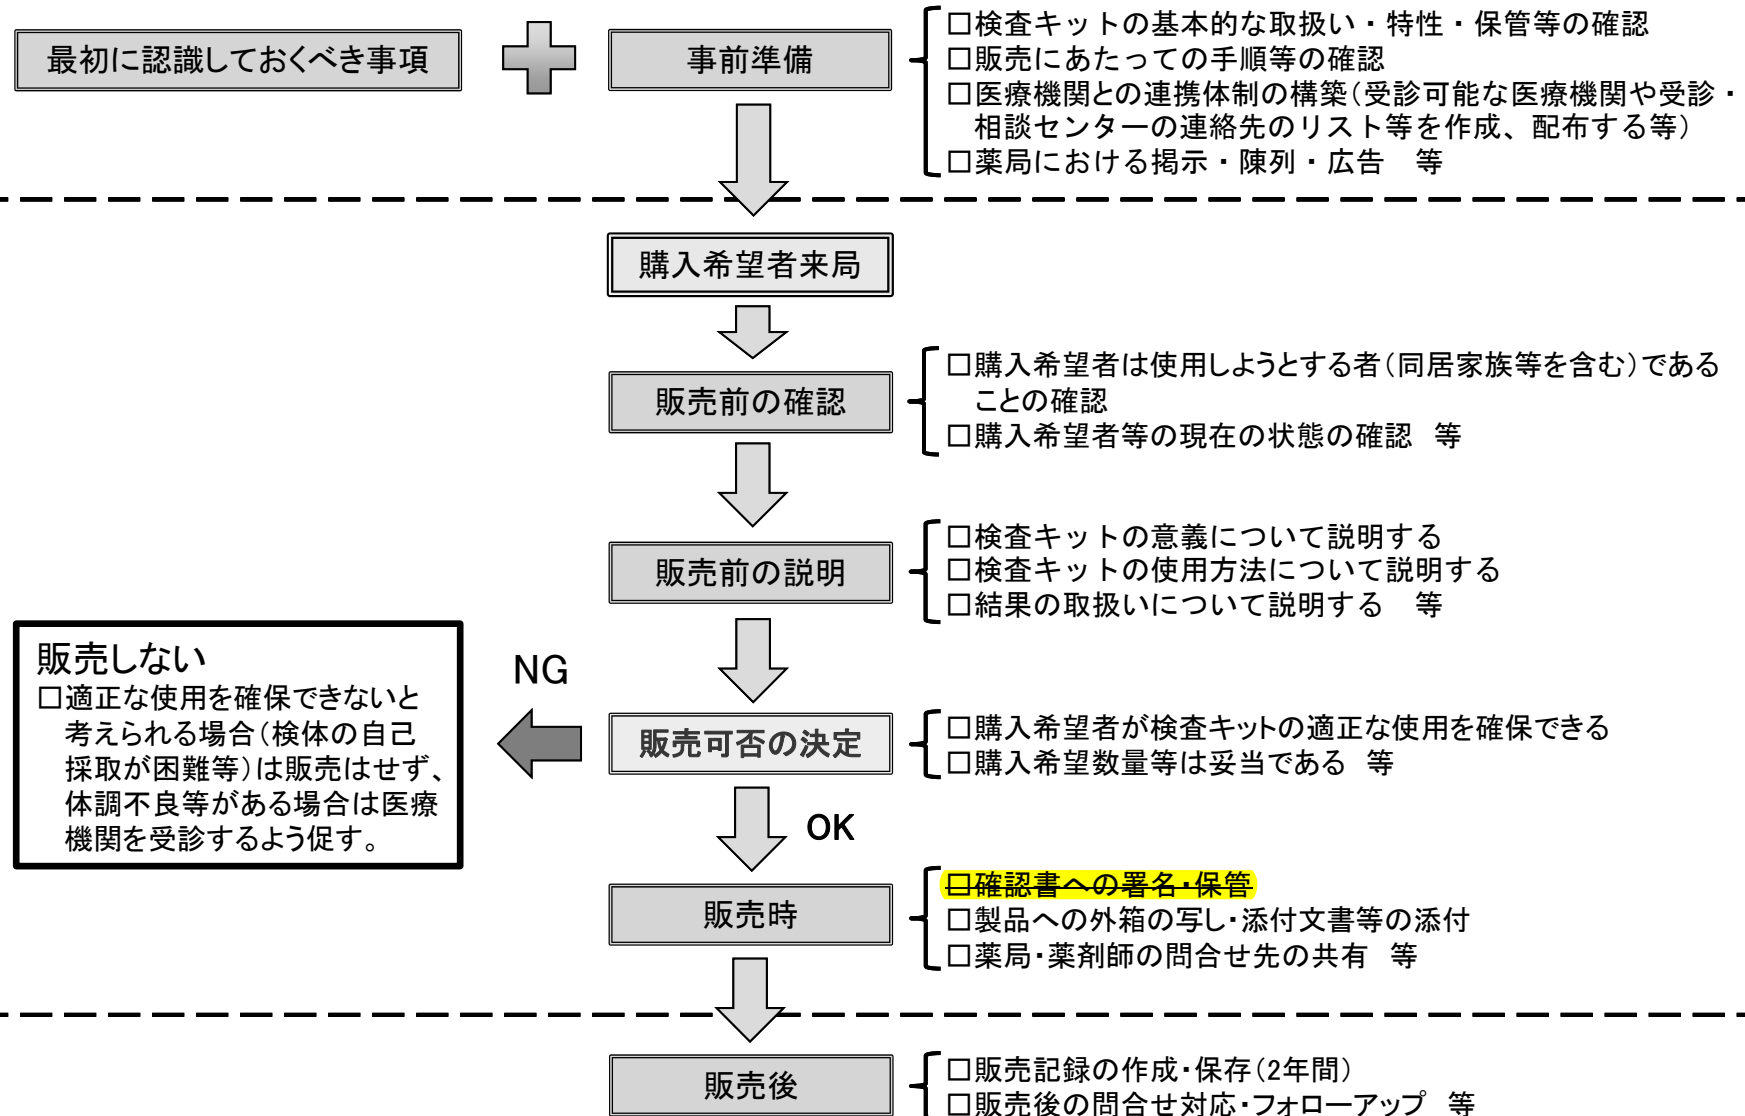 最初に認識しておくべき事項
事前準備
□検査キットの基本的な取扱い・特性・保管等の確認
□販売にあたっての手順等の確認
□医療機関との連携体制の構築(受診可能な医療機関や受診・
相談センターの連絡先のリスト等を作成、配布する等)
□薬局における掲示・陳列・広告 等
購入希望者来局
販売前の確認
□購入希望者は使用しようとする者(同居家族等を含む)である
ことの確認
□購入希望者等の現在の状態の確認 等
販売前の説明
□検査キットの意義について説明する
□検査キットの使用方法について説明する
□結果の取扱いについて説明する 等
販売しない
□適正な使用を確保できないと
考えられる場合(検体の自己
採取が困難等)は販売はせず、
体調不良等がある場合は医療
機関を受診するよう促す。
NG
販売可否の決定
□購入希望者が検査キットの適正な使用を確保できる
□購入希望数量等は妥当である 等
OK
販売時
□確認書への署名・保管
□製品への外箱の写し・添付文書等の添付
□薬局・薬剤師の問合せ先の共有 等
販売後
□販売記録の作成・保存(2年間)
□販売後の問合せ対応・フォローアップ 等